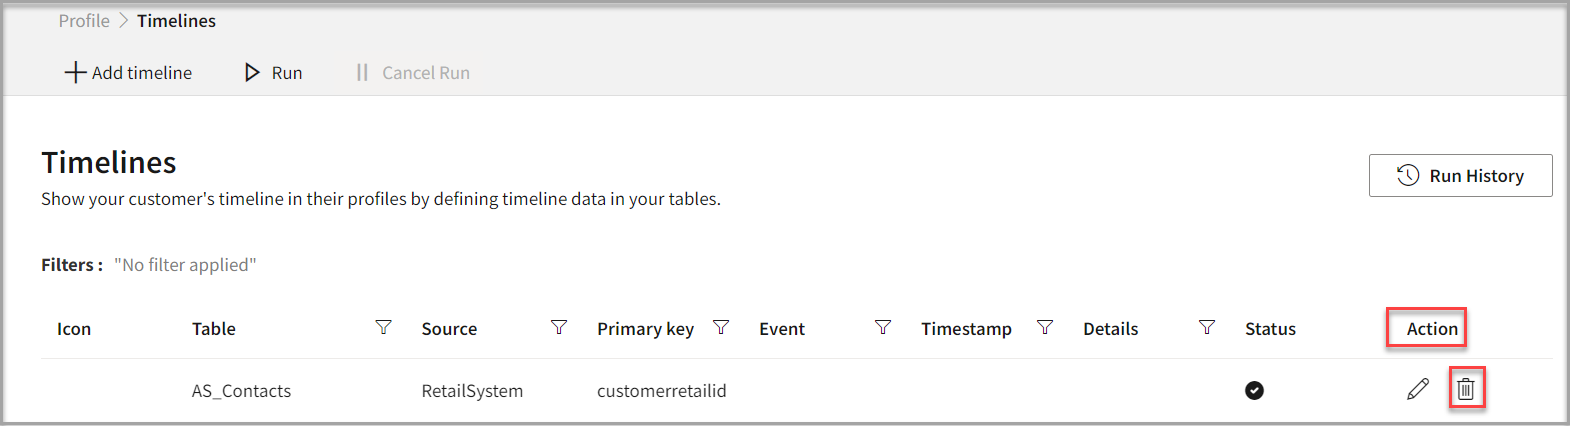 Profile > Timelines
Add timeline Run Cancel Run
Timelines
Run History
Show your customer's timeline in their profiles by defining timeline data in your tables.
Filters : "No filter applied"
Icon Table Source Primary key Event Timestamp Details Status Action
AS_Contacts RetailSystem customerretailid